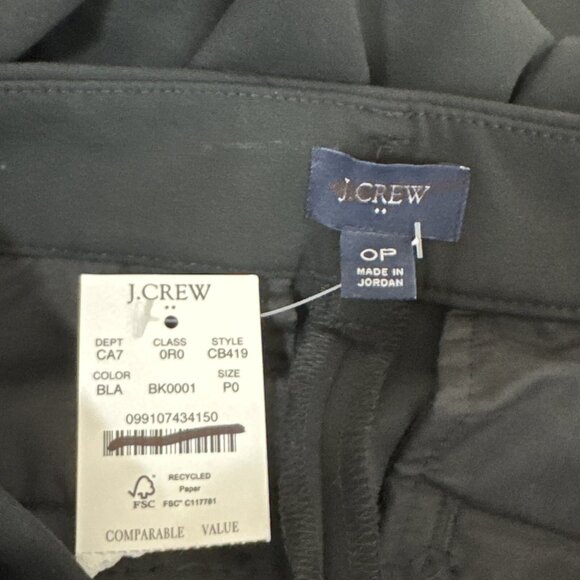 J.CREW
OP
MADE IN
JORDAN
J.CREW
DEPT CLASS STYLE
CA7 0R0 CB419
COLOR SIZE
BLA BK0001 P0
099107434150
RECYCLED
Paper
FSC
FSC® C117781
COMPARABLE VALUE